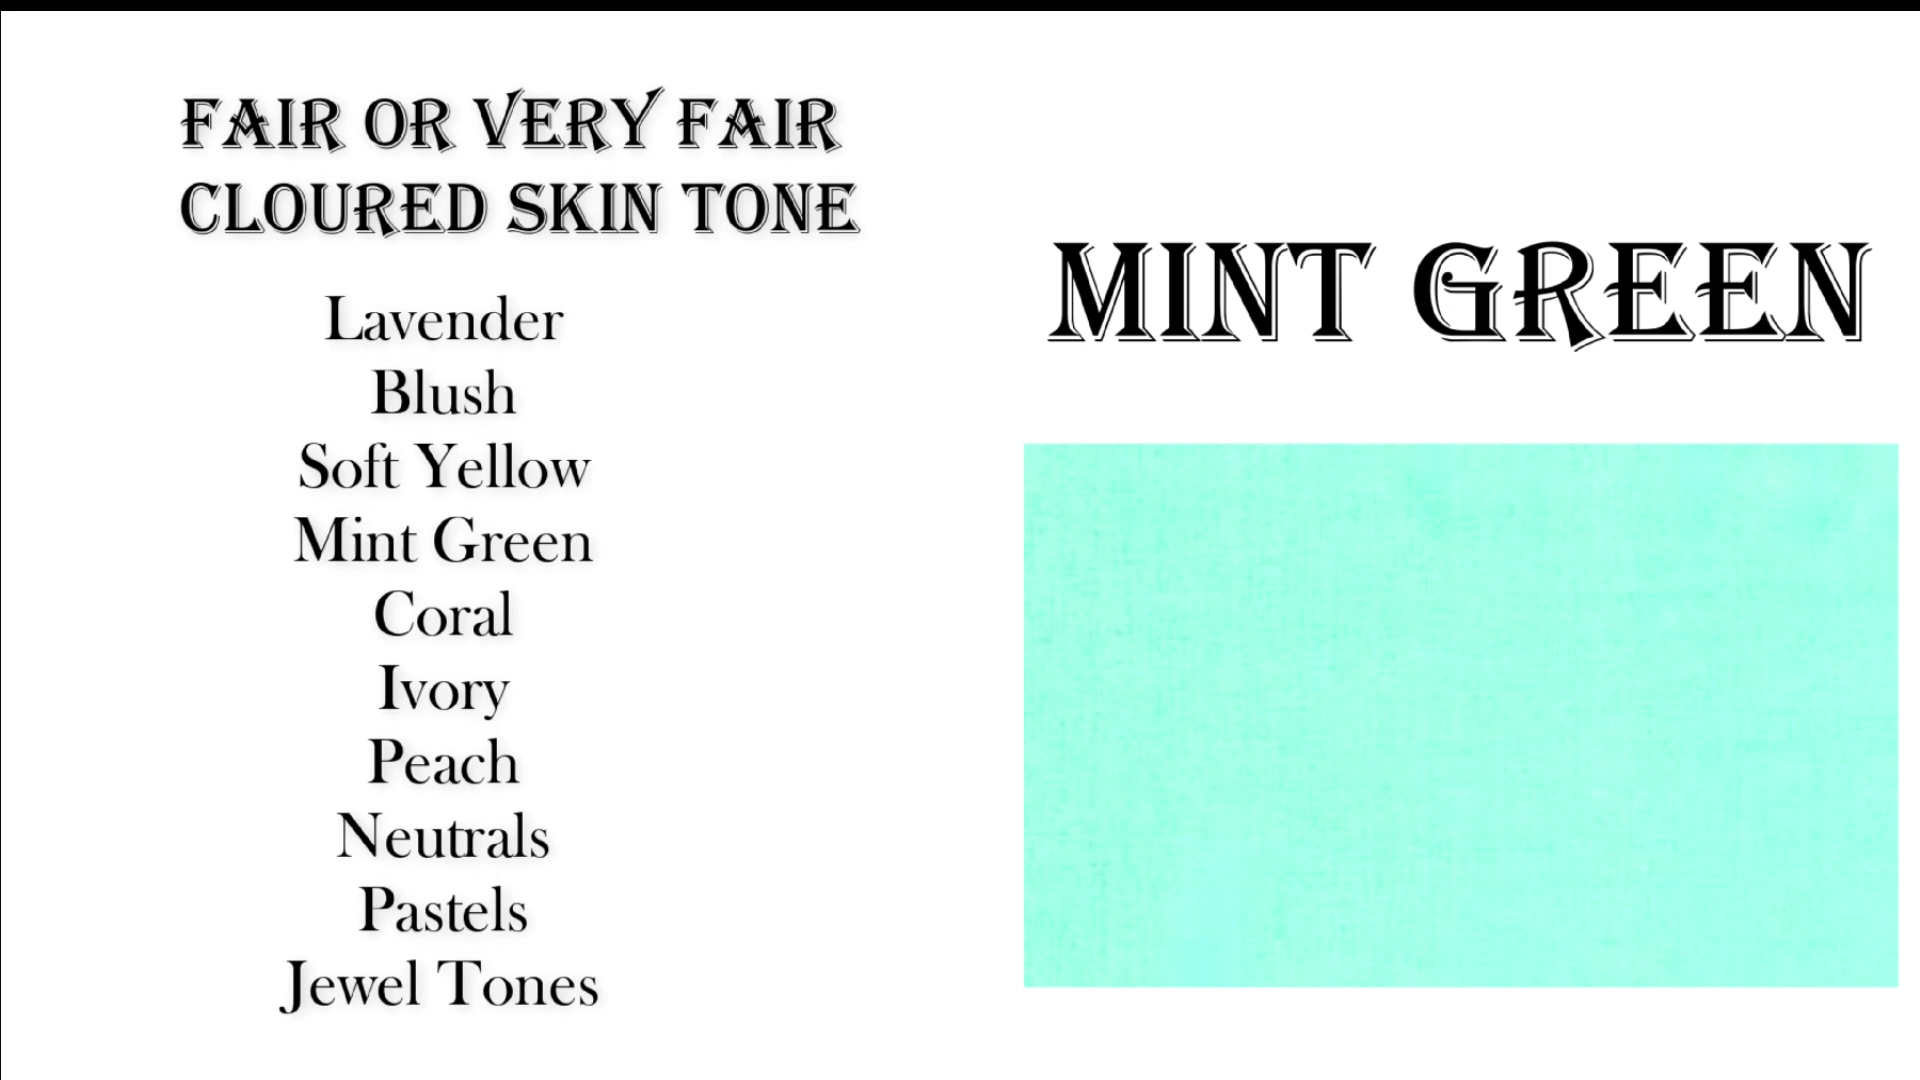 FAIR OR VERY FAIR
CLOURED SKIN TONE
Lavender
Blush
Soft Yellow
Mint Green
Coral
Ivory
Peach
Neutrals
Pastels
Jewel Tones
MINT GREEN